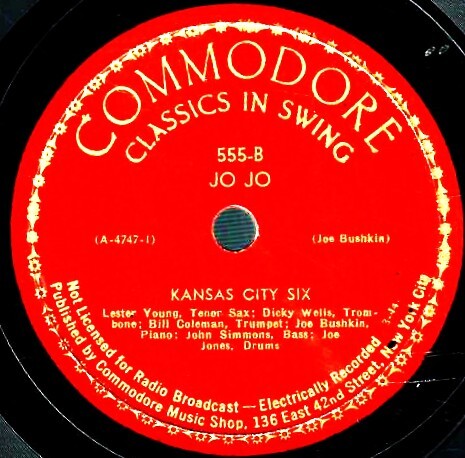 COMMODORE
CLASSICS IN SWING
555-B
JO JO
(A-4747-1)
(Joe Bushkin)
KANSAS CITY SIX
Lester Young, Tenor Sax; Dicky Wells, Trom-
bone; Bill Coleman, Trumpet; Joe Bushkin,
Piano; John Simmons, Bass; Joe
Jones, Drums
Not Licensed for Radio Broadcast — Electrically Recorded
Published by Commodore Music Shop, 136 East 42nd Street, New York City